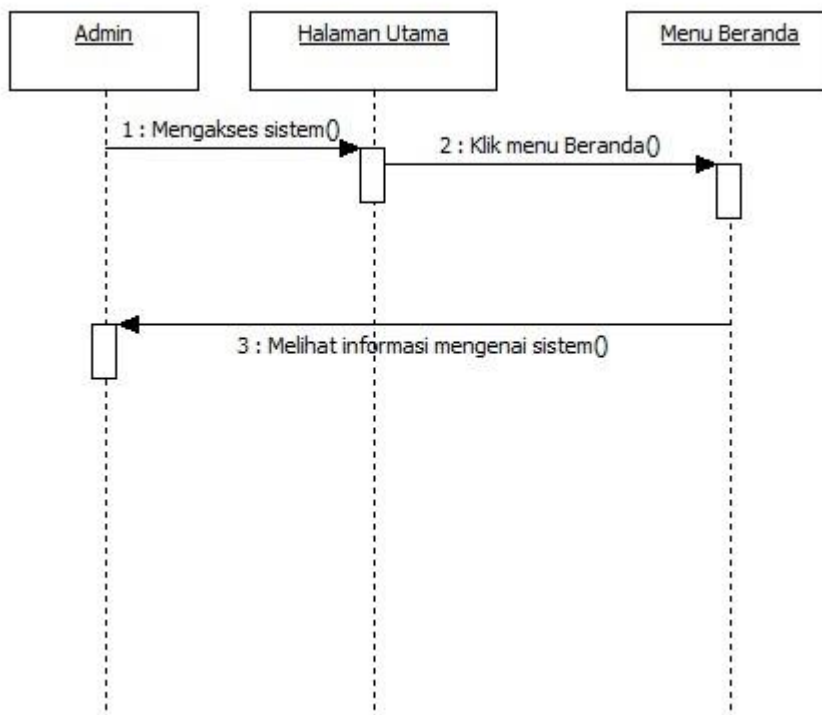 Admin
Halaman Utama
Menu Beranda
1 : Mengakses sistem()
2 : Klik menu Beranda()
3 : Melihat informasi mengenai sistem()